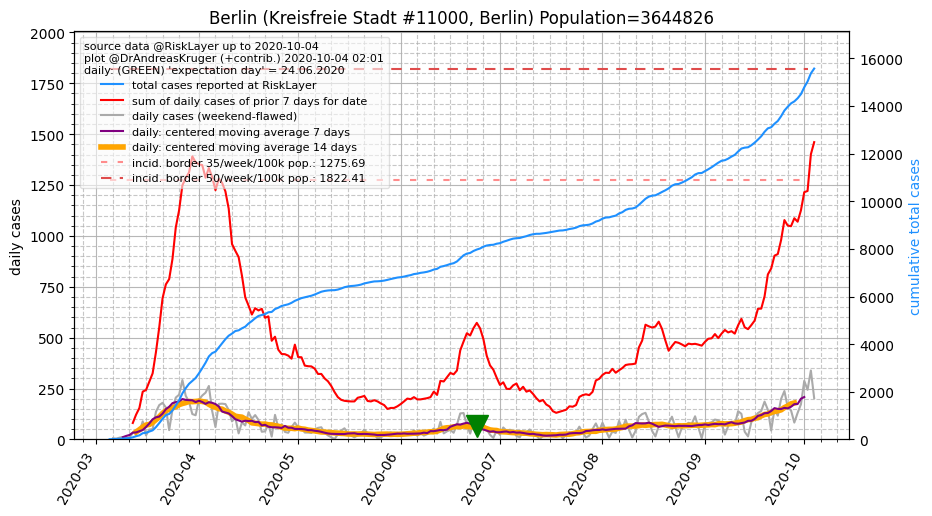 Berlin (Kreisfreie Stadt #11000, Berlin) Population=3644826
source data @RiskLayer up to 2020-10-04
plot @DrAndreasKruger (+contrib.) 2020-10-04 02:01
daily: (GREEN) 'expectation day' = 24.06.2020
total cases reported at RiskLayer
sum of daily cases of prior 7 days for date
daily cases (weekend-flawed)
daily: centered moving average 7 days
daily: centered moving average 14 days
incid. border 35/week/100k pop.: 1275.69
incid. border 50/week/100k pop.: 1822.41
daily cases
2000
1750
1500
1250
1000
750
500
250
0
16000
14000
12000
10000
8000
6000
4000
2000
0
cumulative total cases
2020-03
2020-04
2020-05
2020-06
2020-07
2020-08
2020-09
2020-10